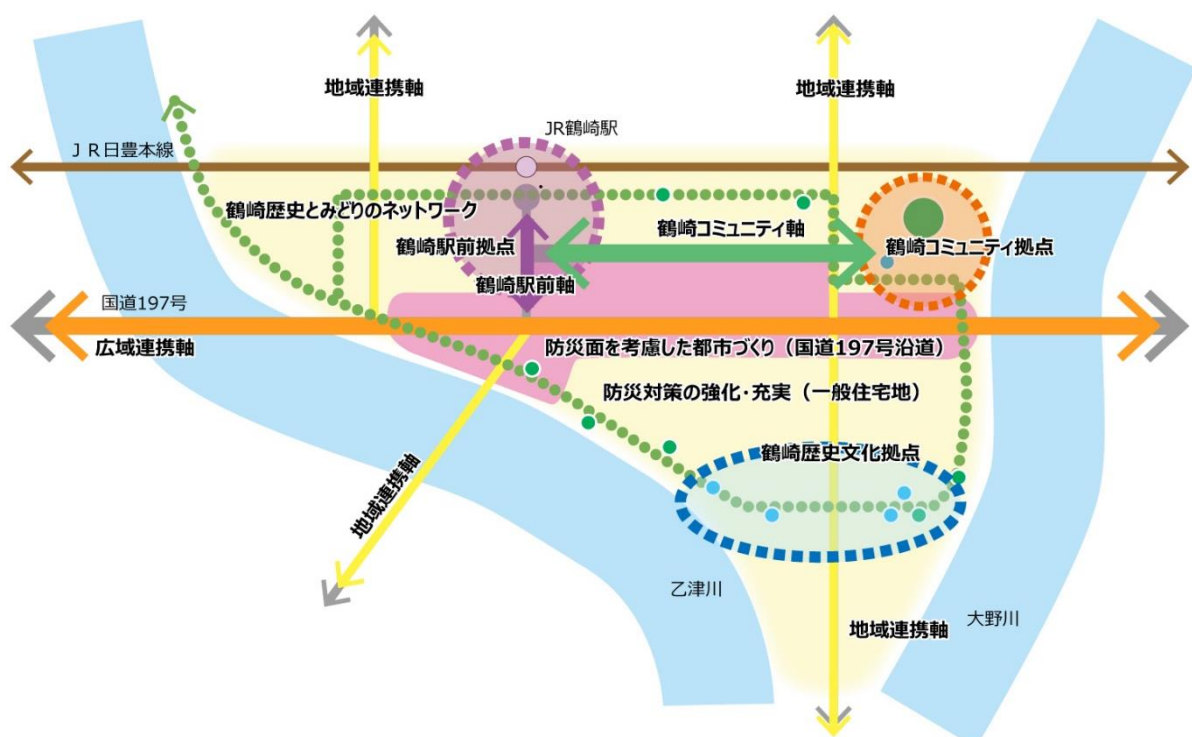 地域連携軸
地域連携軸
JR鶴崎駅
ＪＲ日豊本線
鶴崎歴史とみどりのネットワーク
鶴崎コミュニティ軸
鶴崎駅前拠点
鶴崎コミュニティ拠点
鶴崎駅前軸
国道197号
広域連携軸
防災面を考慮した都市づくり（国道197号沿道）
防災対策の強化・充実（一般住宅地）
鶴崎歴史文化拠点
地域連携軸
乙津川
大野川
地域連携軸